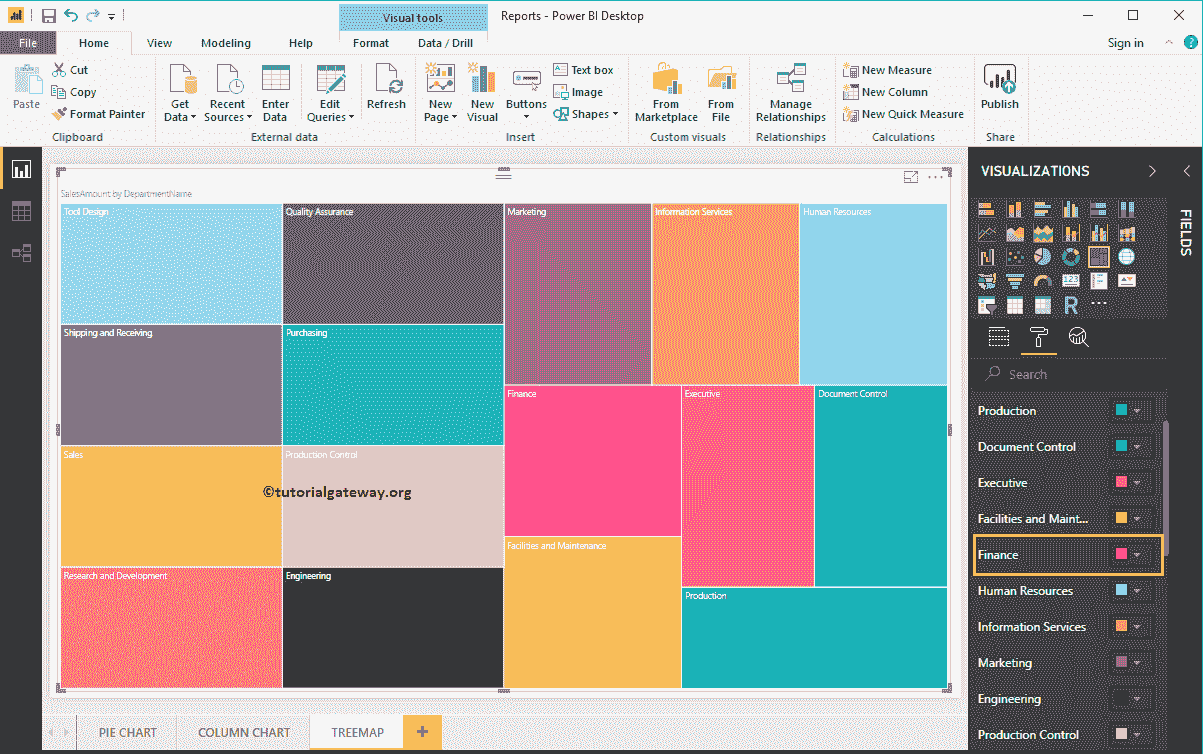 Visual tools
Reports - Power BI Desktop
File
Home
View
Modeling
Help
Format
Data / Drill
Sign in
?
Paste
Cut
Copy
Format Painter
Clipboard
Get Data
Recent Sources
Enter Data
Edit Queries
External data
Refresh
New Page
New Visual
Buttons
Text box
Image
Shapes
Insert
From Marketplace
From File
Custom visuals
Manage Relationships
Relationships
New Measure
New Column
New Quick Measure
Calculations
Publish
Share
SalesAmount by DepartmentName
Tool Design
Quality Assurance
Marketing
Information Services
Human Resources
Shipping and Receiving
Purchasing
Finance
Executive
Document Control
Sales
Production Control
©tutorialgateway.org
Facilities and Maintenance
Research and Development
Engineering
Production
VISUALIZATIONS
FIELDS
123
R
Search
Production
Document Control
Executive
Facilities and Maint...
Finance
Human Resources
Information Services
Marketing
Engineering
Production Control
PIE CHART
COLUMN CHART
TREEMAP
+